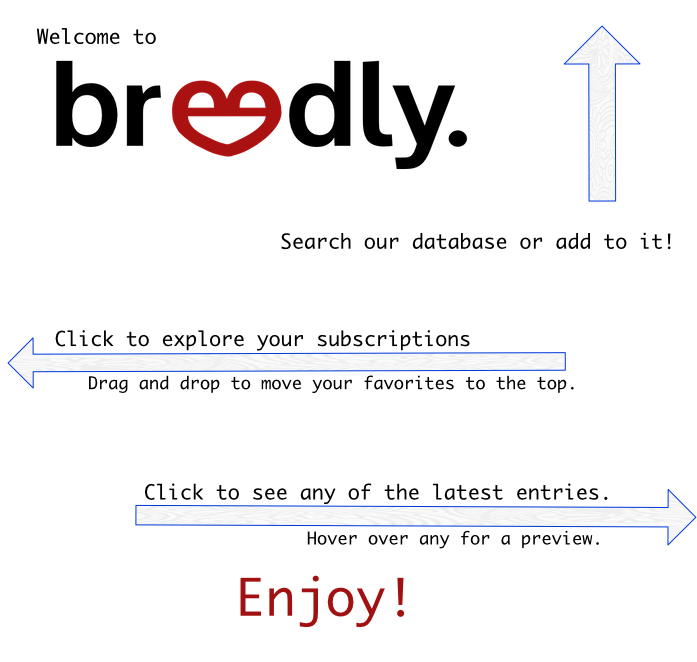 Welcome to
breedly.
Search our database or add to it!
Click to explore your subscriptions
Drag and drop to move your favorites to the top.
Click to see any of the latest entries.
Hover over any for a preview.
Enjoy!